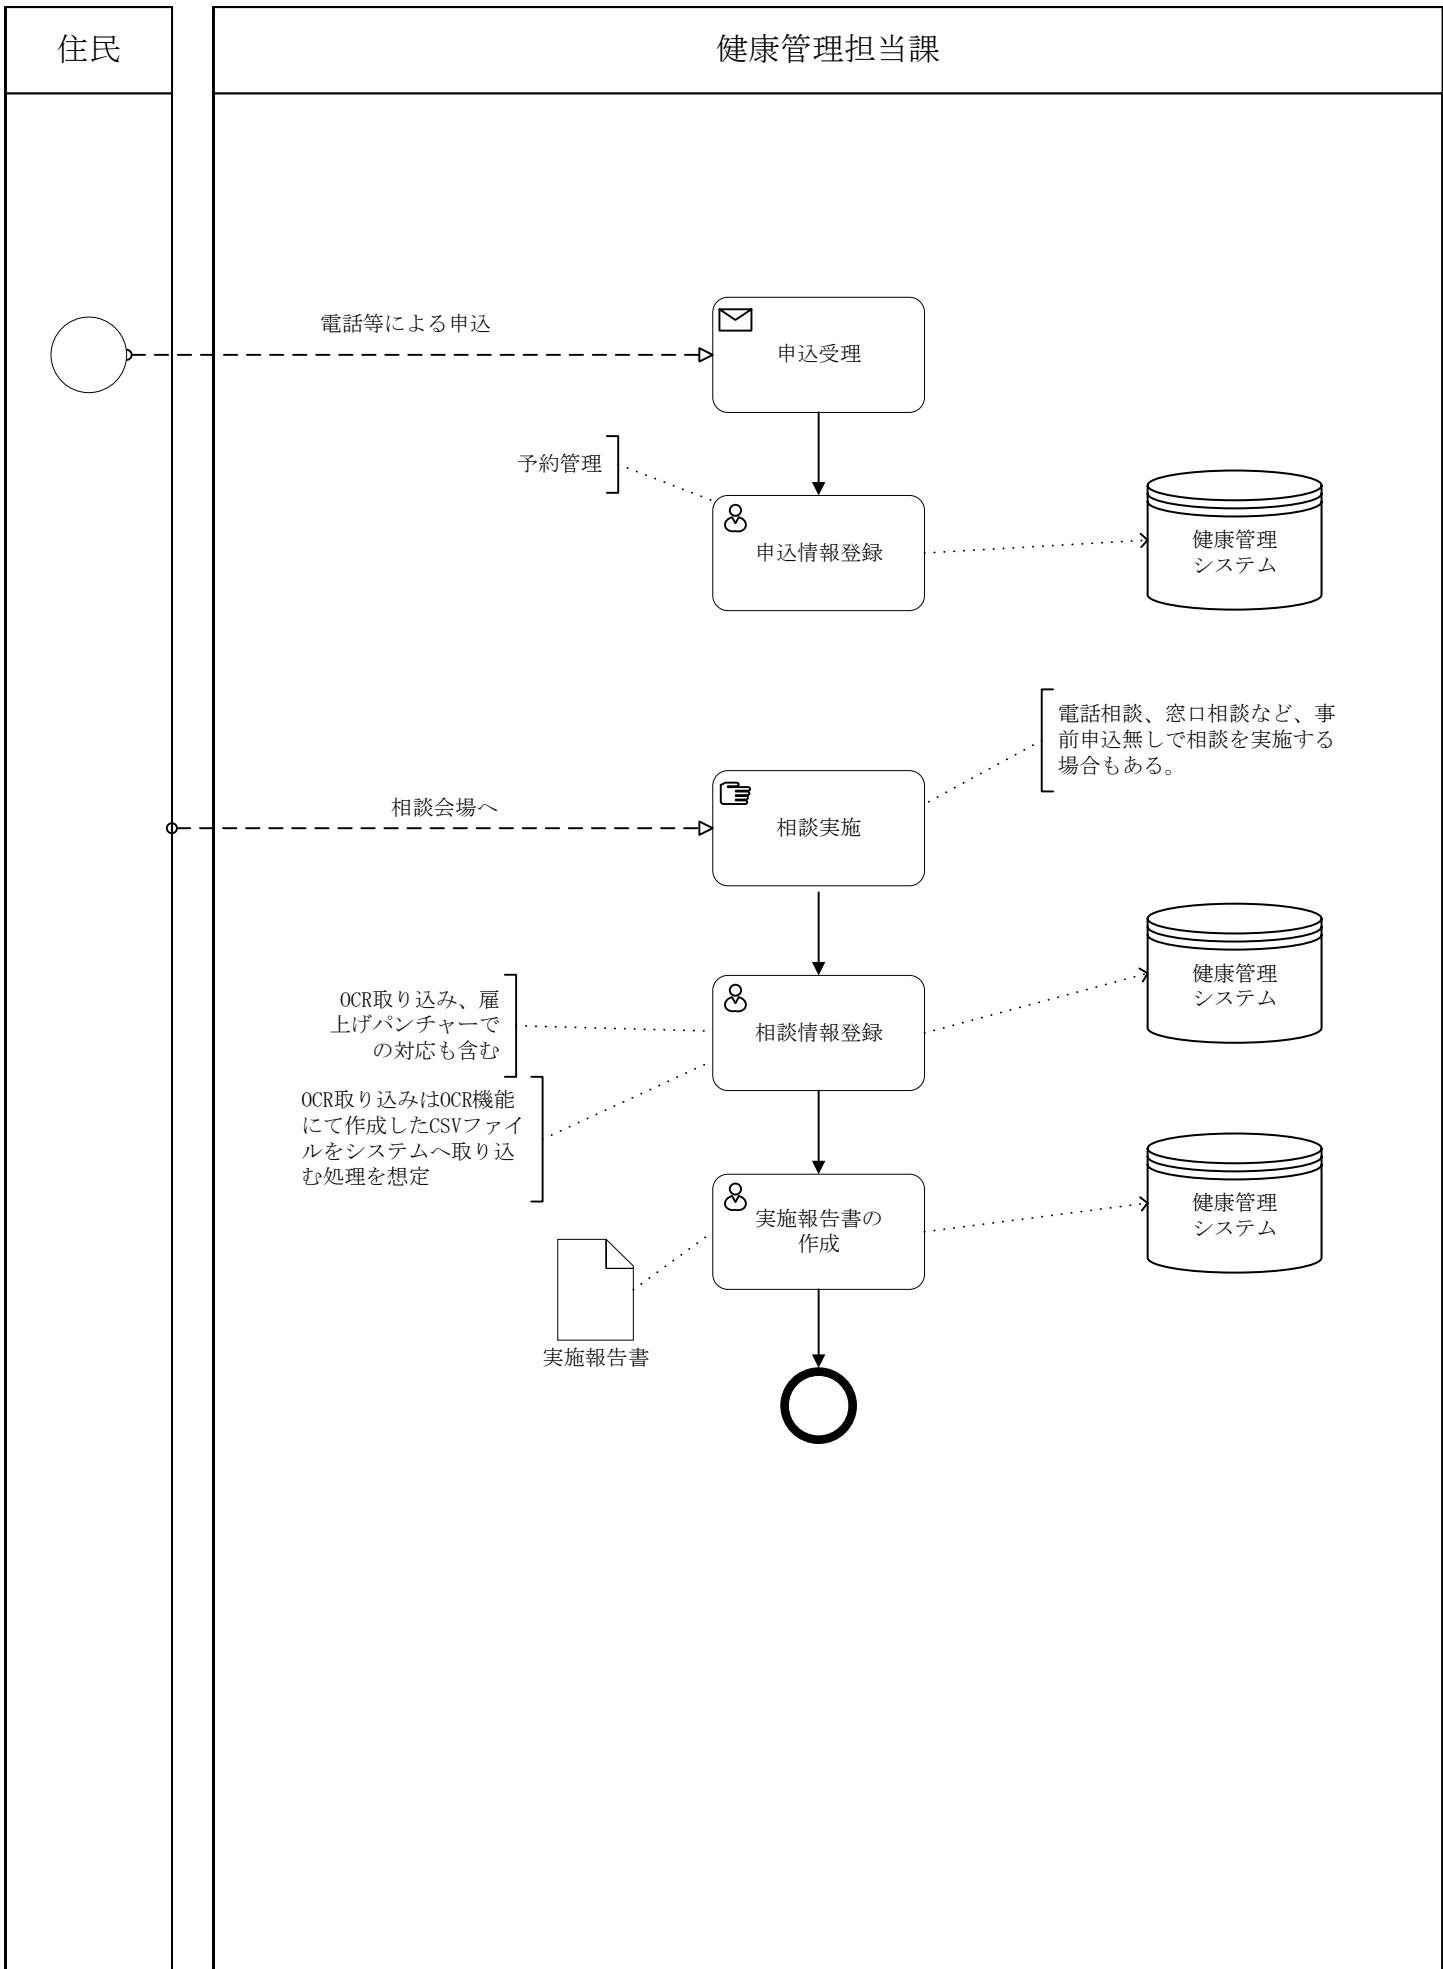 住民
健康管理担当課
電話等による申込
申込受理
予約管理
申込情報登録
健康管理
システム
電話相談、窓口相談など、事
前申込無しで相談を実施する
場合もある。
相談会場へ
相談実施
健康管理
システム
OCR取り込み、雇
上げパンチャーで
の対応も含む
相談情報登録
OCR取り込みはOCR機能
にて作成したCSVファイ
ルをシステムへ取り込
む処理を想定
健康管理
システム
実施報告書の
作成
実施報告書